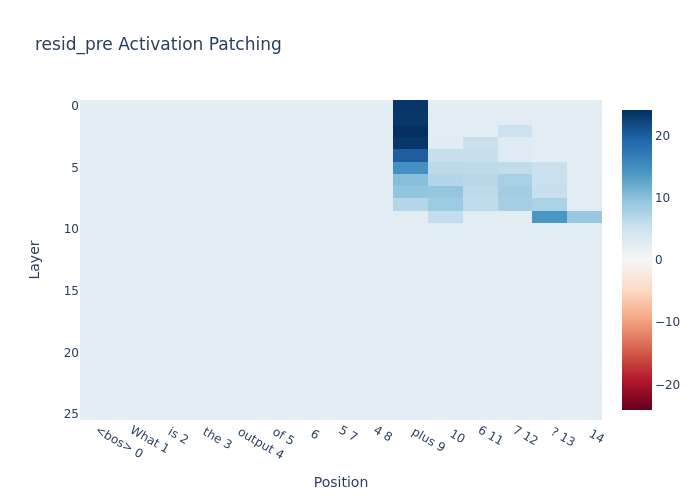 resid_pre Activation Patching
0
5
10
15
20
25
Layer
<bos> 0
What 1
is 2
the 3
output 4
of 5
6
5 7
4 8
plus 9
10
6 11
7 12
? 13
14
Position
20
10
0
−10
−20